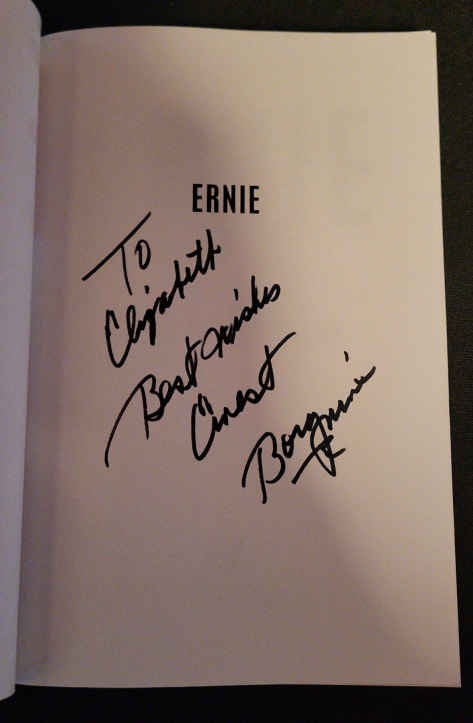 ERNIE
To
Elizabeth
Best wishes
Ernest
Borgnine